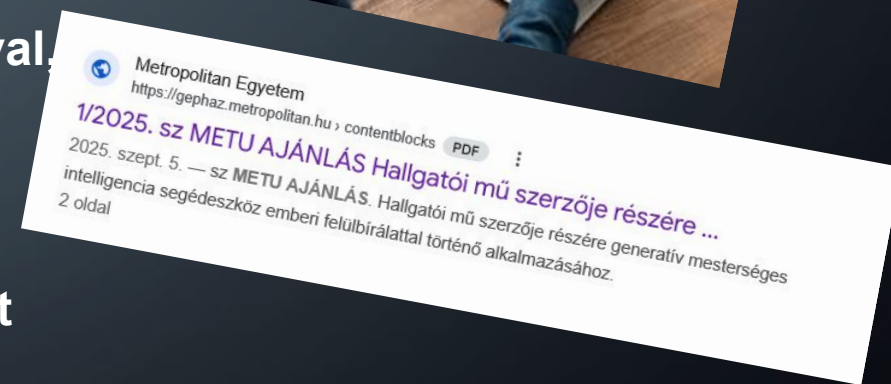 val,
Metropolitan Egyetem
https://gephaz.metropolitan.hu › contentblocks PDF
1/2025. sz METU AJÁNLÁS Hallgatói mű szerzője részére ...
2025. szept. 5. — sz METU AJÁNLÁS. Hallgatói mű szerzője részére generatív mesterséges
intelligencia segédeszköz emberi felülbírálattal történő alkalmazásához.
2 oldal
t